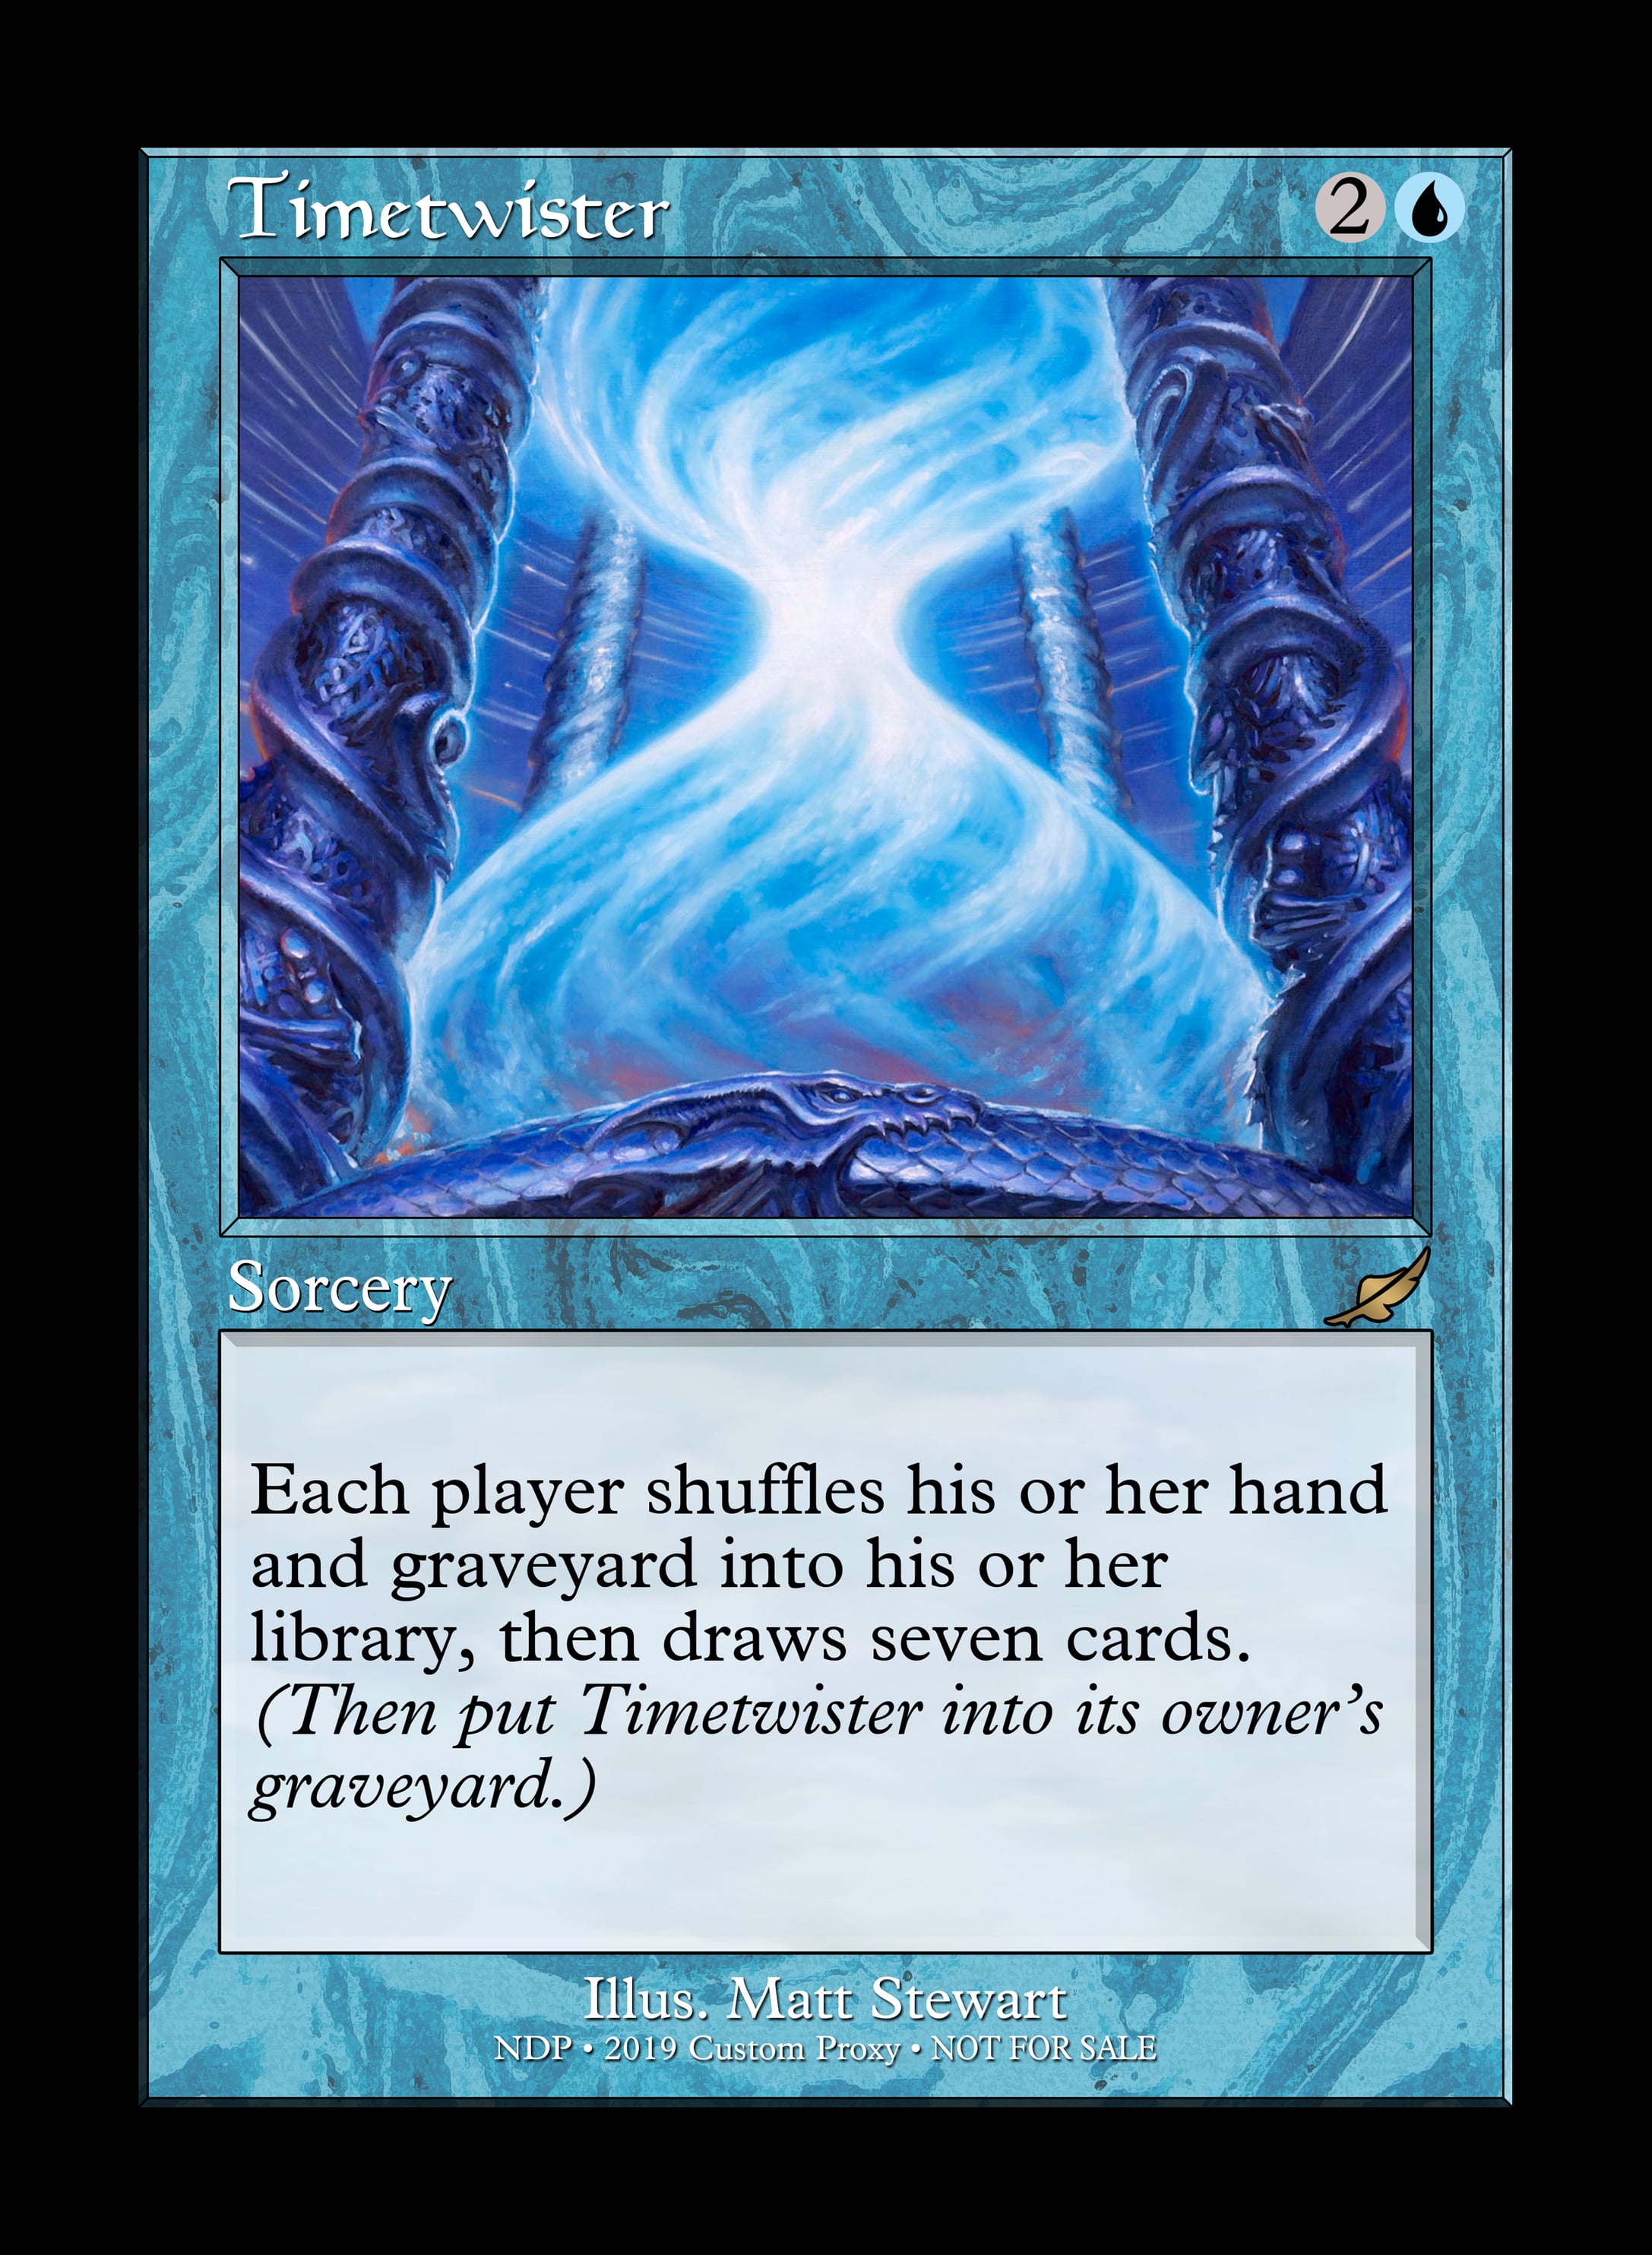 Timetwister 2
Sorcery
Each player shuffles his or her hand
and graveyard into his or her
library, then draws seven cards.
(Then put Timetwister into its owner’s
graveyard.)
Illus. Matt Stewart
NDP • 2019 Custom Proxy • NOT FOR SALE